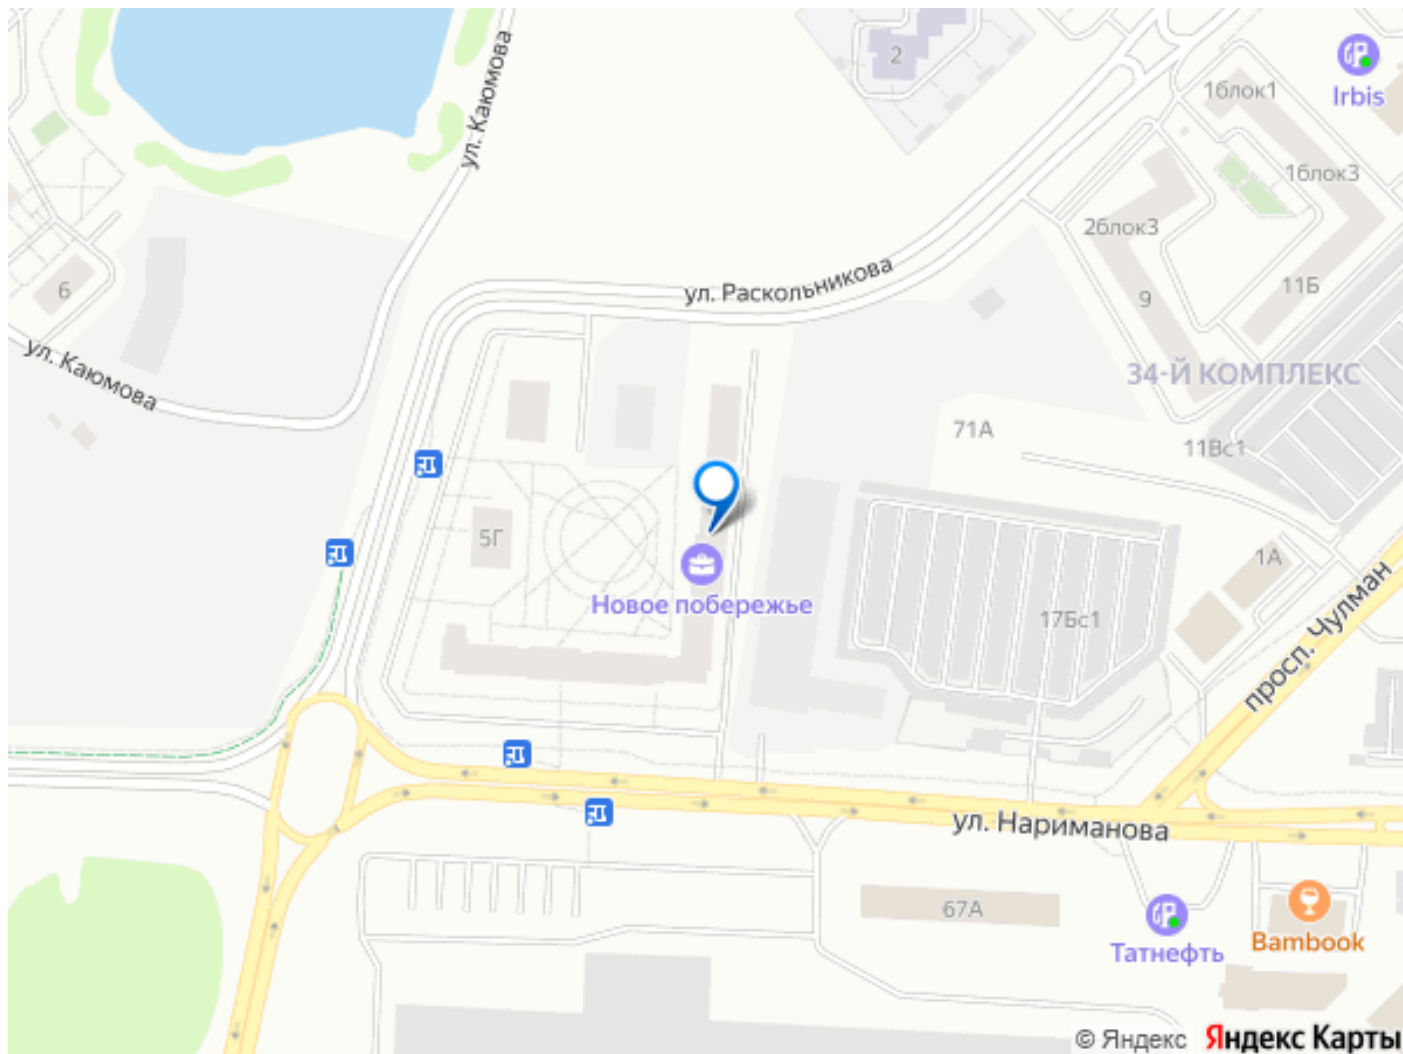 ул. Каюмова
2
1блок1
Irbis
1блок3
2блок3
6
ул. Раскольникова
9
11Б
ул. Каюмова
34-Й КОМПЛЕКС
71А
11Вс1
5Г
1А
Новое побережье
17Бс1
просп. Чулман
ул. Нариманова
67А
Татнефть
Bambook
© Яндекс Яндекс Карты